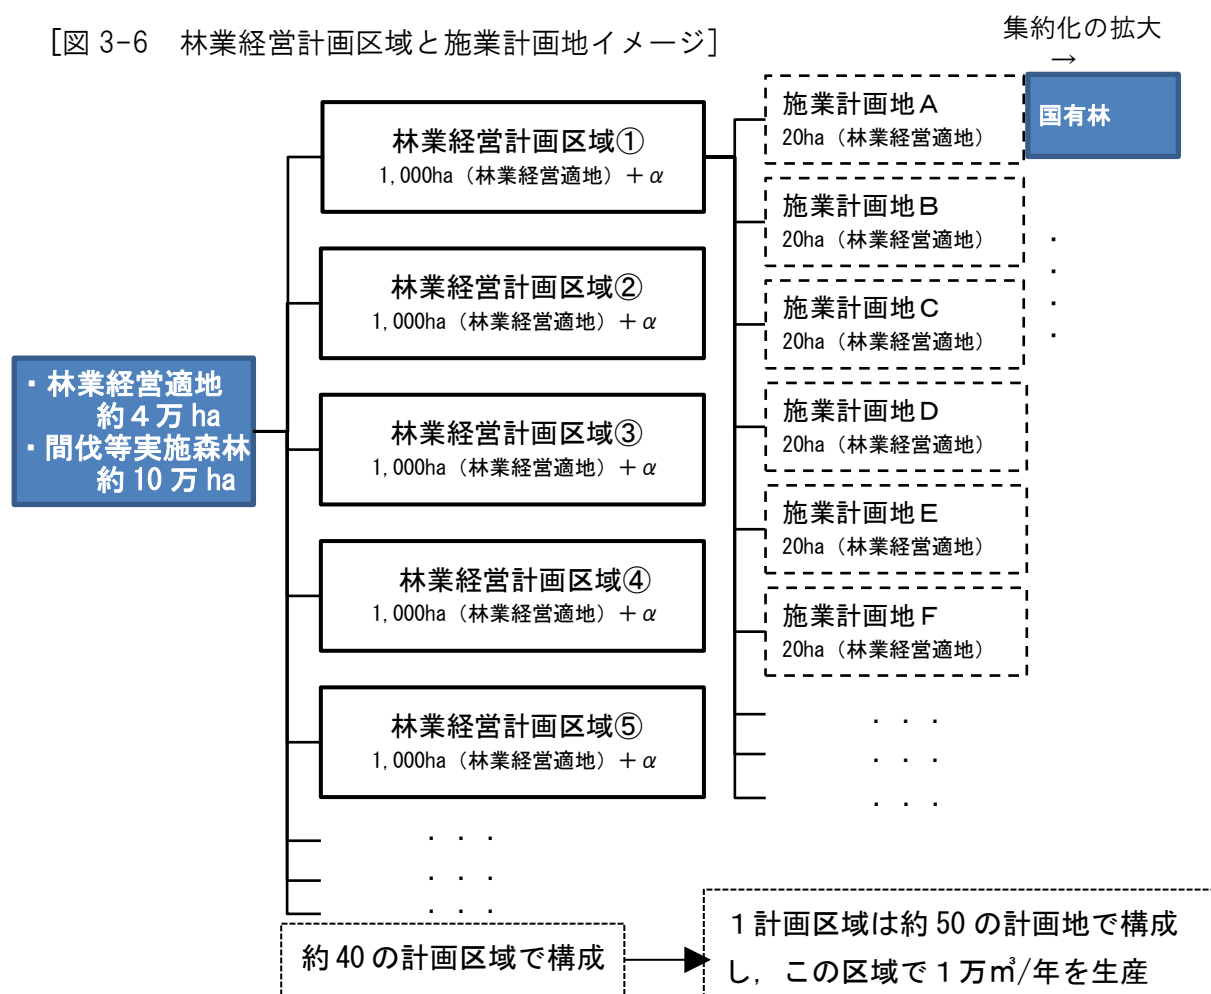 [図 3-6　林業経営計画区域と施業計画地イメージ]
集約化の拡大
→
・林業経営適地
約４万 ha
・間伐等実施森林
約 10 万 ha
林業経営計画区域①
1,000ha（林業経営適地）＋α
林業経営計画区域②
1,000ha（林業経営適地）＋α
林業経営計画区域③
1,000ha（林業経営適地）＋α
林業経営計画区域④
1,000ha（林業経営適地）＋α
林業経営計画区域⑤
1,000ha（林業経営適地）＋α
・・・
・・・
・・・
施業計画地Ａ
20ha（林業経営適地）
国有林
施業計画地Ｂ
20ha（林業経営適地）
施業計画地Ｃ
20ha（林業経営適地）
・
・
・
・
施業計画地Ｄ
20ha（林業経営適地）
施業計画地Ｅ
20ha（林業経営適地）
施業計画地Ｆ
20ha（林業経営適地）
・・・
・・・
・・・
約 40 の計画区域で構成
１計画区域は約 50 の計画地で構成
し，この区域で１万㎥/年を生産